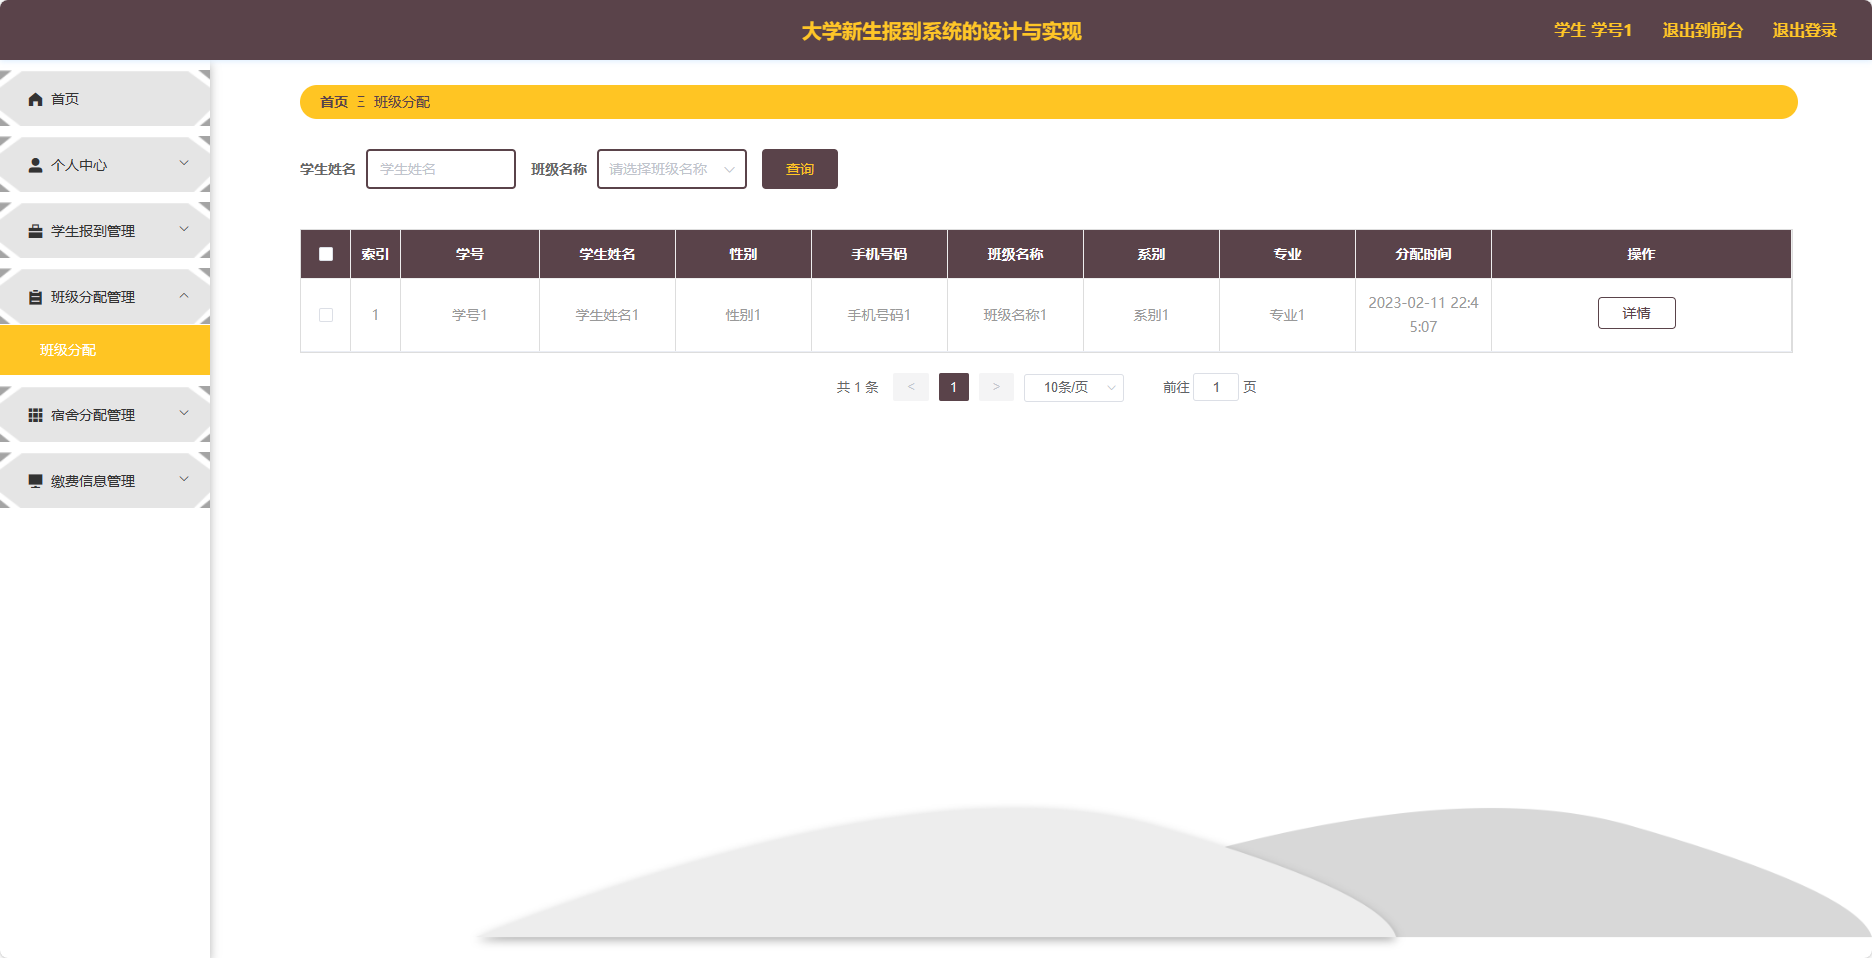 大学新生报到系统的设计与实现
学生 学号1 退出到前台 退出登录
首页
个人中心
学生报到管理
班级分配管理
班级分配
宿舍分配管理
缴费信息管理
首页 Ξ 班级分配
学生姓名 学生姓名 班级名称 请选择班级名称 查询
索引 学号 学生姓名 性别 手机号码 班级名称 系别 专业 分配时间 操作
1 学号1 学生姓名1 性别1 手机号码1 班级名称1 系别1 专业1 2023-02-11 22:4
5:07 详情
共 1 条 < 1 > 10条/页 前往 1 页